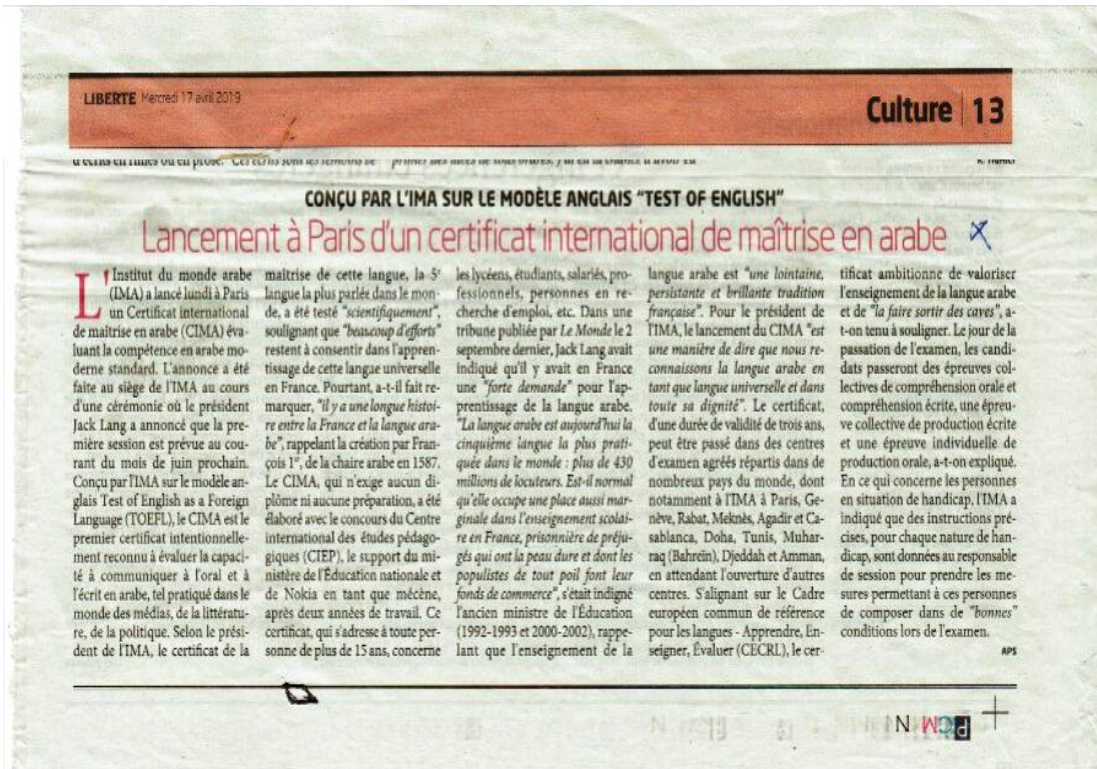 LIBERTE Mercredi 17 avril 2019
Culture | 13
CONÇU PAR L'IMA SUR LE MODÈLE ANGLAIS "TEST OF ENGLISH"
Lancement à Paris d'un certificat international de maîtrise en arabe
L'Institut du monde arabe
(IMA) a lancé lundi à Paris
un Certificat international
de maîtrise en arabe (CIMA) éva-
luant la compétence en arabe mo-
derne standard. L'annonce a été
faite au siège de l'IMA au cours
d'une cérémonie où le président
Jack Lang a annoncé que la pre-
mière session est prévue au cou-
rant du mois de juin prochain.
Conçu par l'IMA sur le modèle an-
glais Test of English as a Foreign
Language (TOEFL), le CIMA est le
premier certificat intentionnelle-
ment reconnu à évaluer la capaci-
té à communiquer à l'oral et à
l'écrit en arabe, tel pratiqué dans le
monde des médias, de la littératu-
re, de la politique. Selon le prési-
dent de l'IMA, le certificat de la
maîtrise de cette langue, la 5e
langue la plus parlée dans le mon-
de, a été testé "scientifiquement",
soulignant que "beaucoup d'efforts"
restent à consentir dans l'appren-
tissage de cette langue universelle
en France. Pourtant, a-t-il fait re-
marquer, "il y a une longue histoi-
re entre la France et la langue ara-
be", rappelant la création par Fran-
çois 1er, de la chaire arabe en 1587.
Le CIMA, qui n'exige aucun di-
plôme ni aucune préparation, a été
élaboré avec le concours du Centre
international des études pédago-
giques (CIEP), le support du mi-
nistère de l'Éducation nationale et
de Nokia en tant que mécène,
après deux années de travail. Ce
certificat, qui s'adresse à toute per-
sonne de plus de 15 ans, concerne
les lycéens, étudiants, salariés, pro-
fessionnels, personnes en re-
cherche d'emploi, etc. Dans une
tribune publiée par Le Monde le 2
septembre dernier, Jack Lang avait
indiqué qu'il y avait en France
une "forte demande" pour l'ap-
prentissage de la langue arabe.
"La langue arabe est aujourd'hui la
cinquième langue la plus prati-
quée dans le monde : plus de 430
millions de locuteurs. Est-il normal
qu'elle occupe une place aussi mar-
ginale dans l'enseignement scolai-
re en France, prisonnière de préju-
gés qui ont la peau dure et dont les
populistes de tout poil font leur
fonds de commerce", s'était indigné
l'ancien ministre de l'Éducation
(1992-1993 et 2000-2002), rappe-
lant que l'enseignement de la
langue arabe est "une lointaine,
persistante et brillante tradition
française". Pour le président de
l'IMA, le lancement du CIMA "est
une manière de dire que nous re-
connaissons la langue arabe en
tant que langue universelle et dans
toute sa dignité". Le certificat,
d'une durée de validité de trois ans,
peut être passé dans des centres
d'examen agréés répartis dans de
nombreux pays du monde, dont
notamment à l'IMA à Paris, Ge-
nève, Rabat, Meknès, Agadir et Ca-
sablanca, Doha, Tunis, Muhar-
raq (Bahreïn), Djeddah et Amman,
en attendant l'ouverture d'autres
centres. S'alignant sur le Cadre
européen commun de référence
pour les langues - Apprendre, En-
seigner, Évaluer (CECRL), le cer-
tificat ambitionne de valoriser
l'enseignement de la langue arabe
et de "la faire sortir des caves", a-
t-on tenu à souligner. Le jour de la
passation de l'examen, les candi-
dats passeront des épreuves col-
lectives de compréhension orale et
compréhension écrite, une épreu-
ve collective de production écrite
et une épreuve individuelle de
production orale, a-t-on expliqué.
En ce qui concerne les personnes
en situation de handicap, l'IMA a
indiqué que des instructions pré-
cises, pour chaque nature de han-
dicap, sont données au responsable
de session pour prendre les me-
sures permettant à ces personnes
de composer dans de "bonnes"
conditions lors de l'examen.
APS